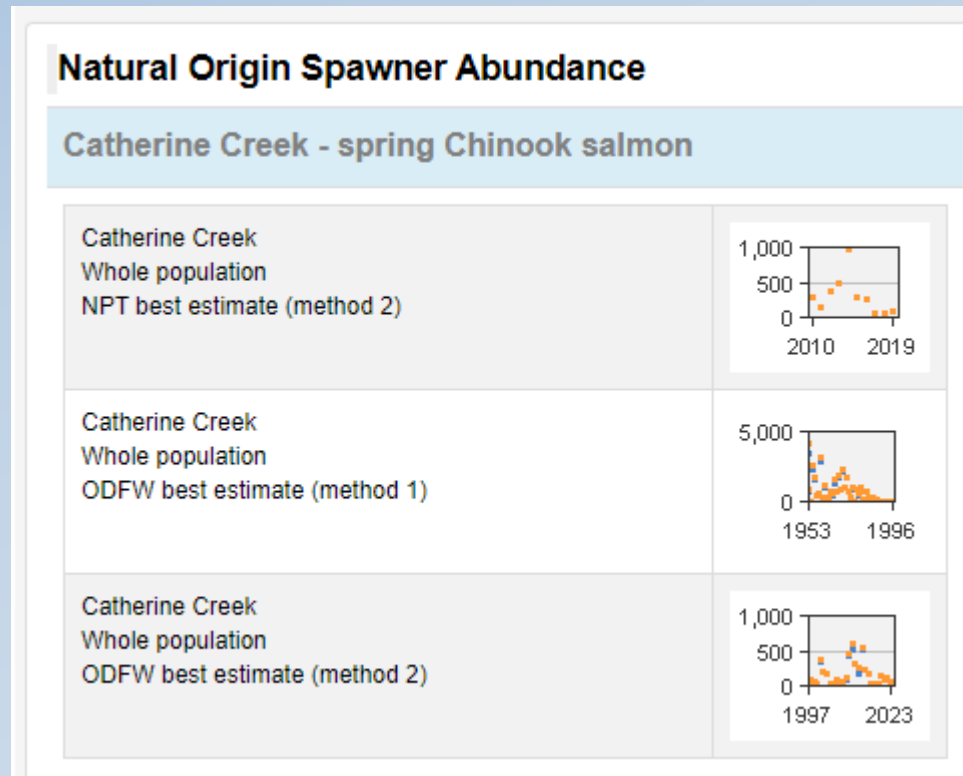 Natural Origin Spawner Abundance
Catherine Creek - spring Chinook salmon
Catherine Creek
Whole population
NPT best estimate (method 2)
1,000
500
0
2010 2019
Catherine Creek
Whole population
ODFW best estimate (method 1)
5,000
0
1953 1996
Catherine Creek
Whole population
ODFW best estimate (method 2)
1,000
500
0
1997 2023